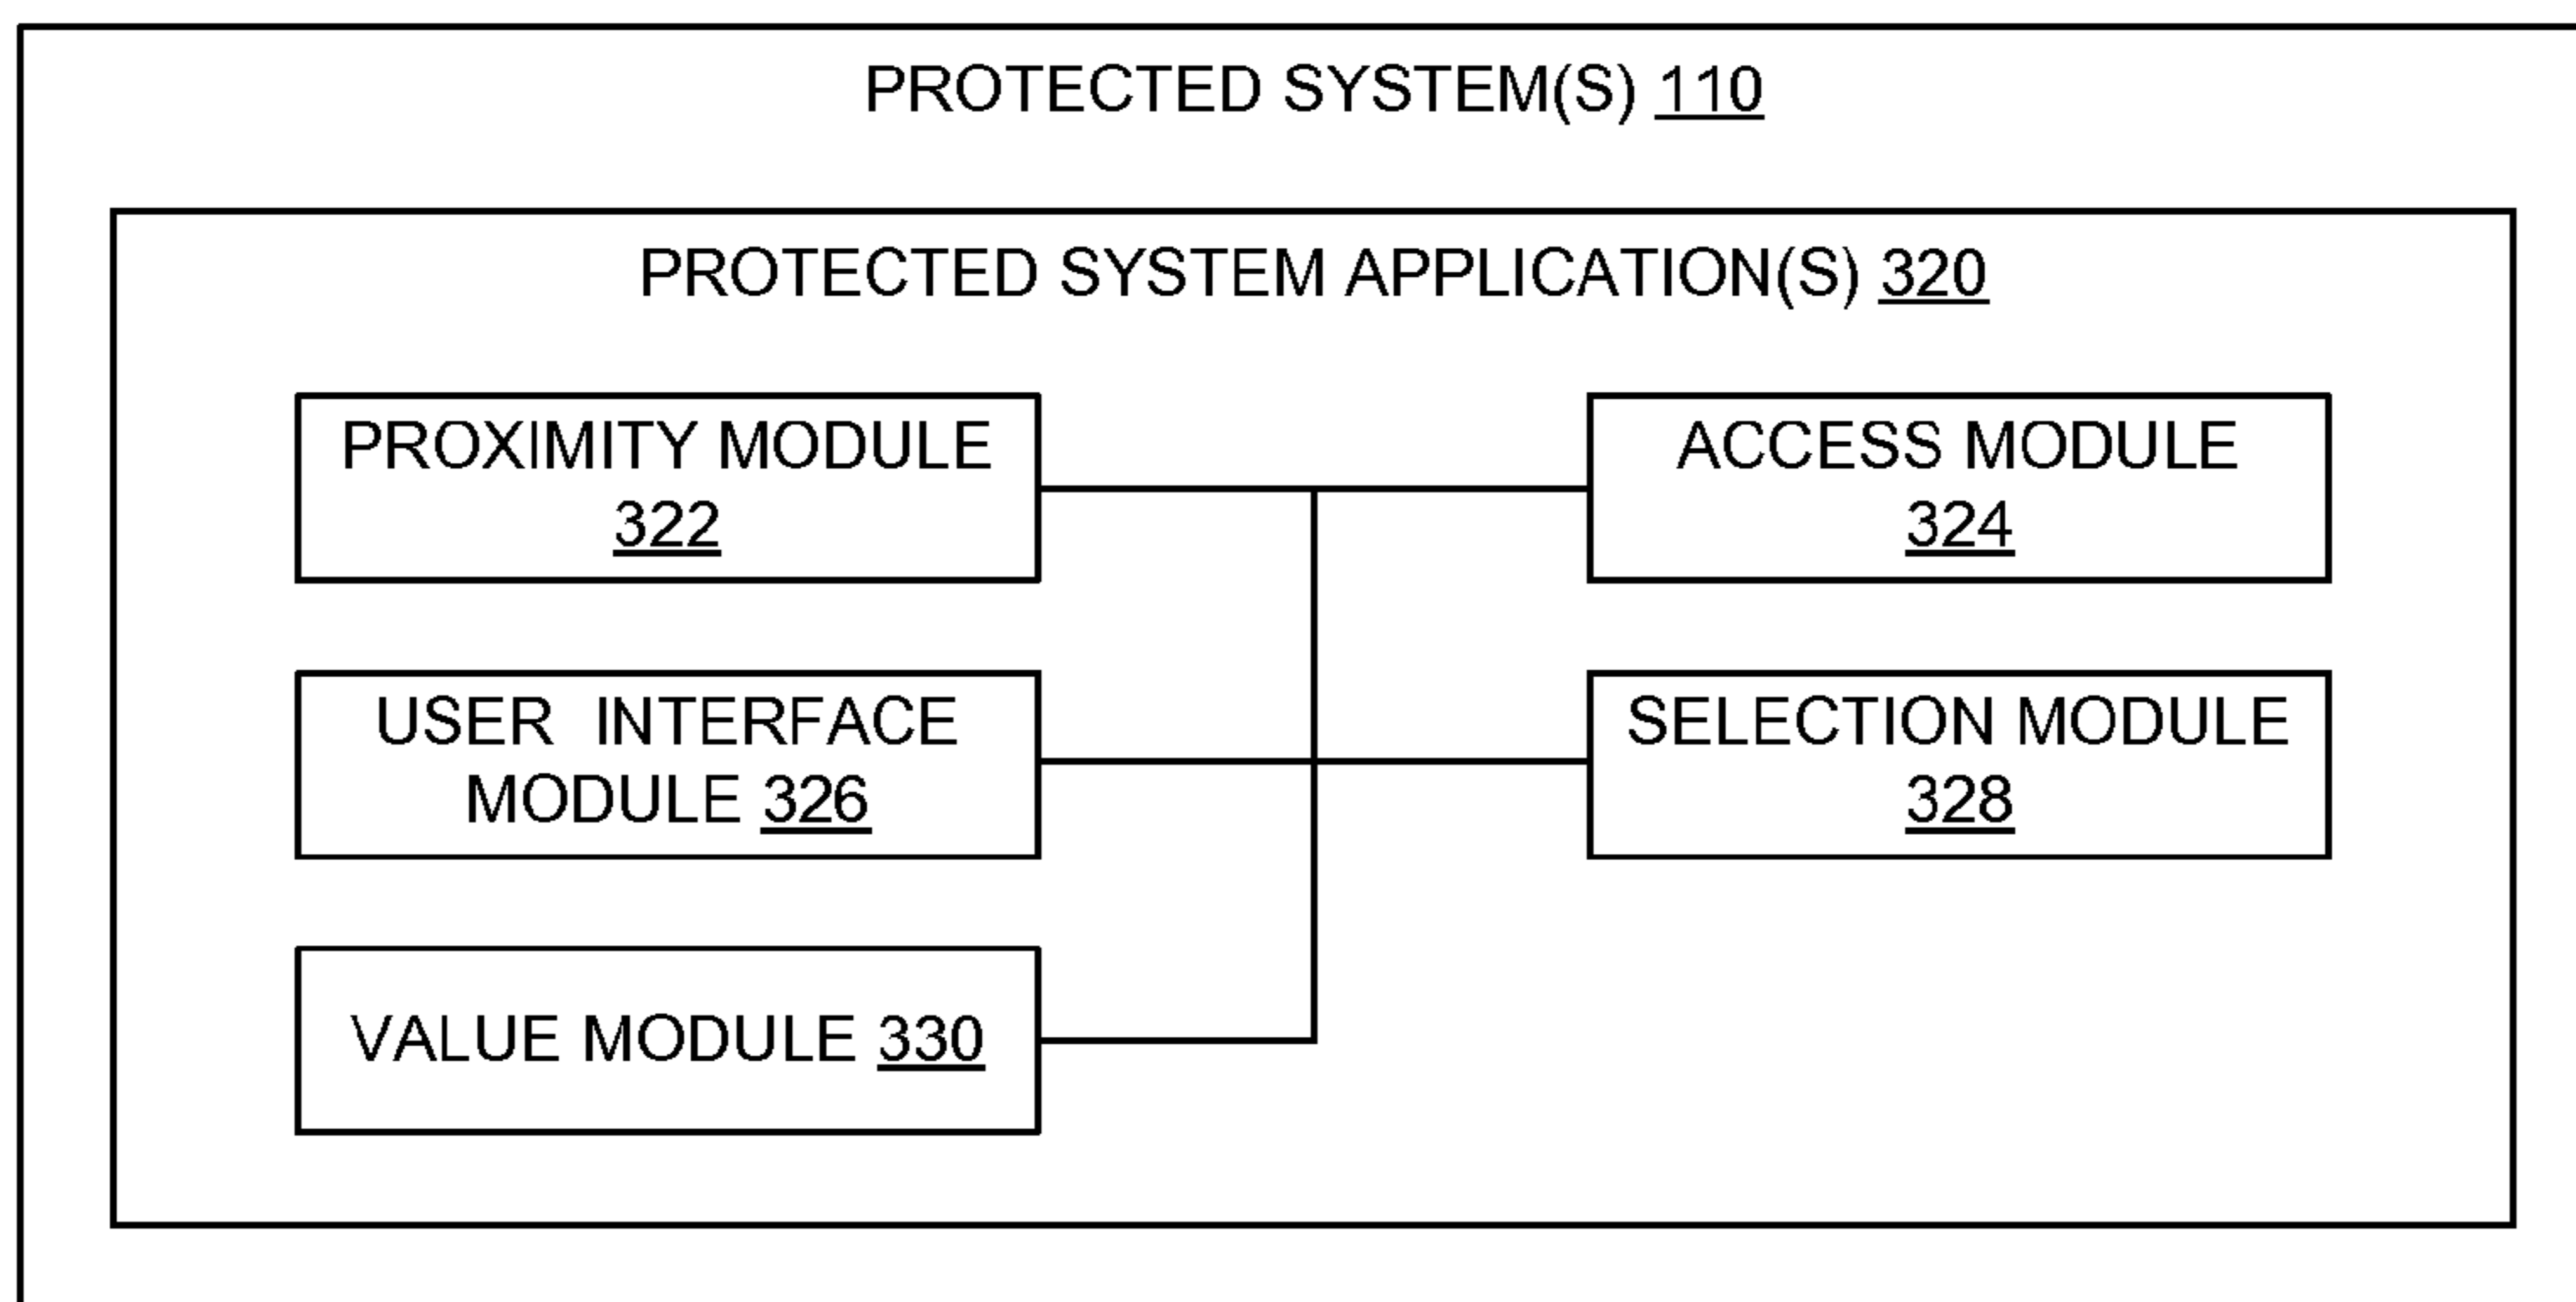 PROTECTED SYSTEM(S) 110
PROTECTED SYSTEM APPLICATION(S) 320
PROXIMITY MODULE
322
ACCESS MODULE
324
USER INTERFACE
MODULE 326
SELECTION MODULE
328
VALUE MODULE 330